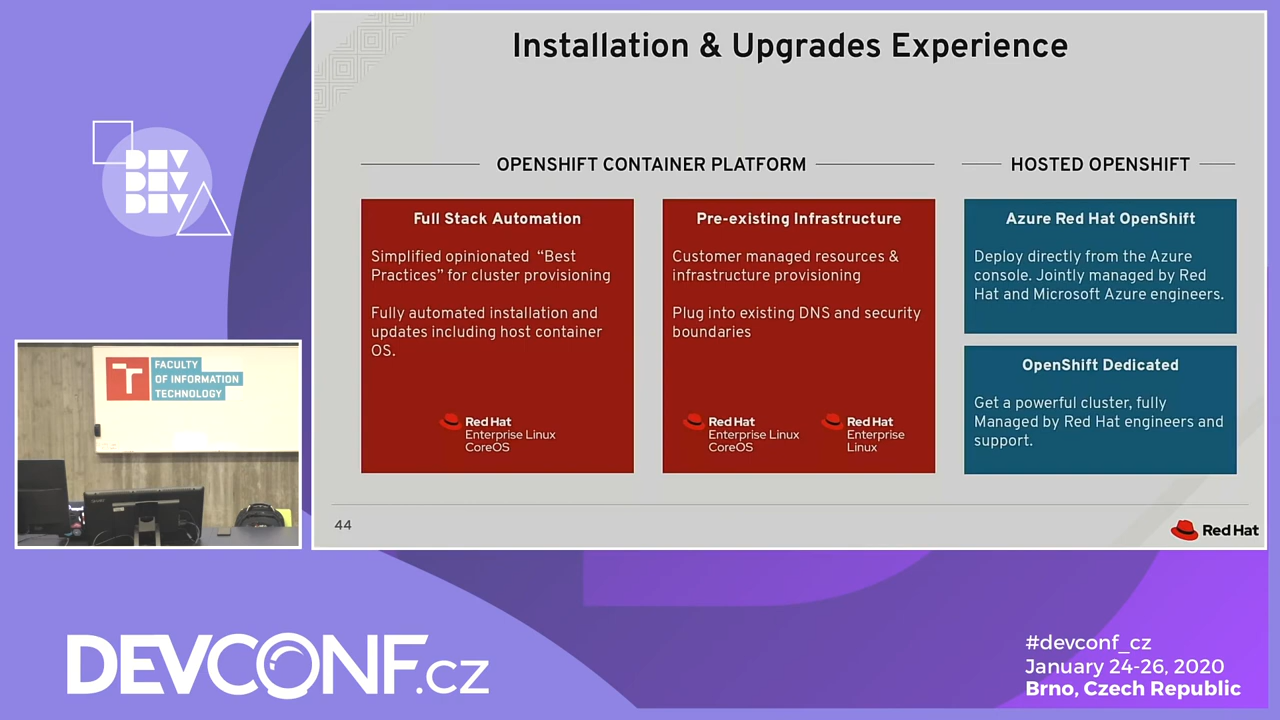 Installation & Upgrades Experience
OPENSHIFT CONTAINER PLATFORM
HOSTED OPENSHIFT
Full Stack Automation
Simplified opinionated “Best
Practices” for cluster provisioning
Fully automated installation and
updates including host container
OS.
Red Hat
Enterprise Linux
CoreOS
Pre-existing Infrastructure
Customer managed resources &
infrastructure provisioning
Plug into existing DNS and security
boundaries
Red Hat
Enterprise Linux
CoreOS
Red Hat
Enterprise
Linux
Azure Red Hat OpenShift
Deploy directly from the Azure
console. Jointly managed by Red
Hat and Microsoft Azure engineers.
OpenShift Dedicated
Get a powerful cluster, fully
Managed by Red Hat engineers and
support.
44
Red Hat
DEV
DEV
DEV
T
FACULTY
OF INFORMATION
TECHNOLOGY
DEVCONF.cz
#devconf_cz
January 24-26, 2020
Brno, Czech Republic